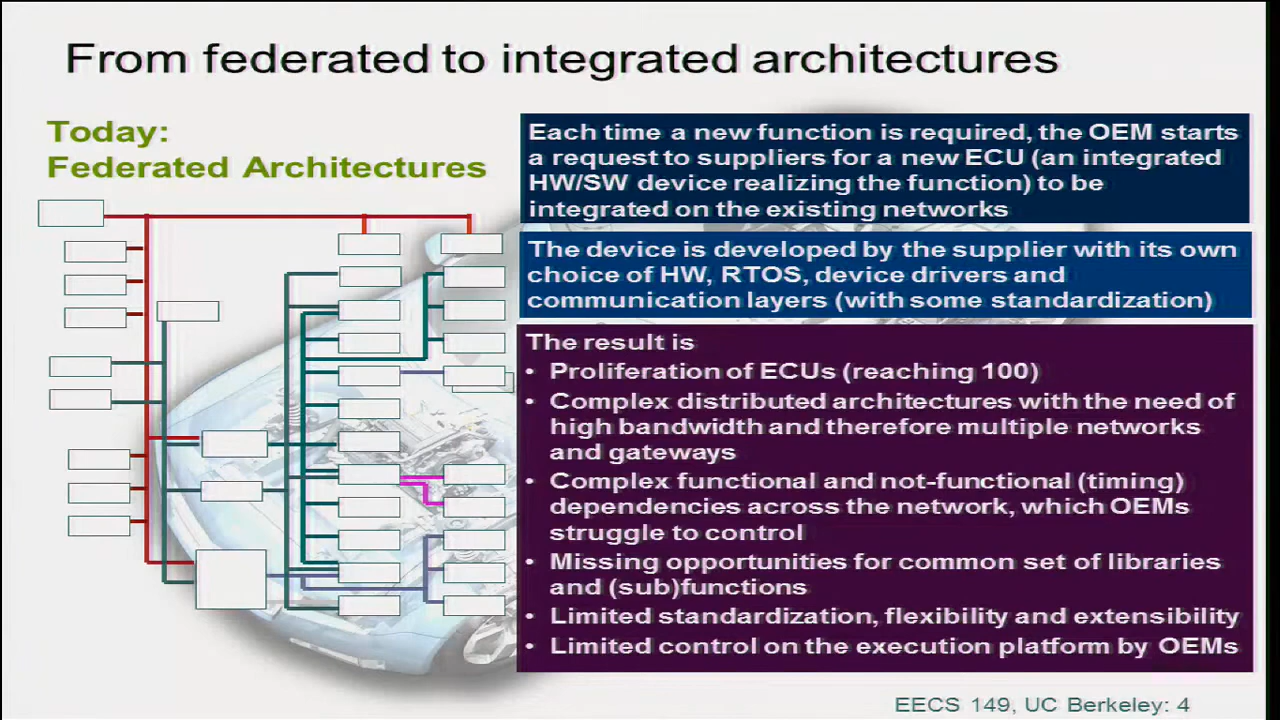 From federated to integrated architectures
Today:
Federated Architectures
Each time a new function is required, the OEM starts
a request to suppliers for a new ECU (an integrated
HW/SW device realizing the function) to be
integrated on the existing networks
The device is developed by the supplier with its own
choice of HW, RTOS, device drivers and
communication layers (with some standardization)
The result is
• Proliferation of ECUs (reaching 100)
• Complex distributed architectures with the need of
high bandwidth and therefore multiple networks
and gateways
• Complex functional and not-functional (timing)
dependencies across the network, which OEMs
struggle to control
• Missing opportunities for common set of libraries
and (sub)functions
• Limited standardization, flexibility and extensibility
• Limited control on the execution platform by OEMs
EECS 149, UC Berkeley: 4